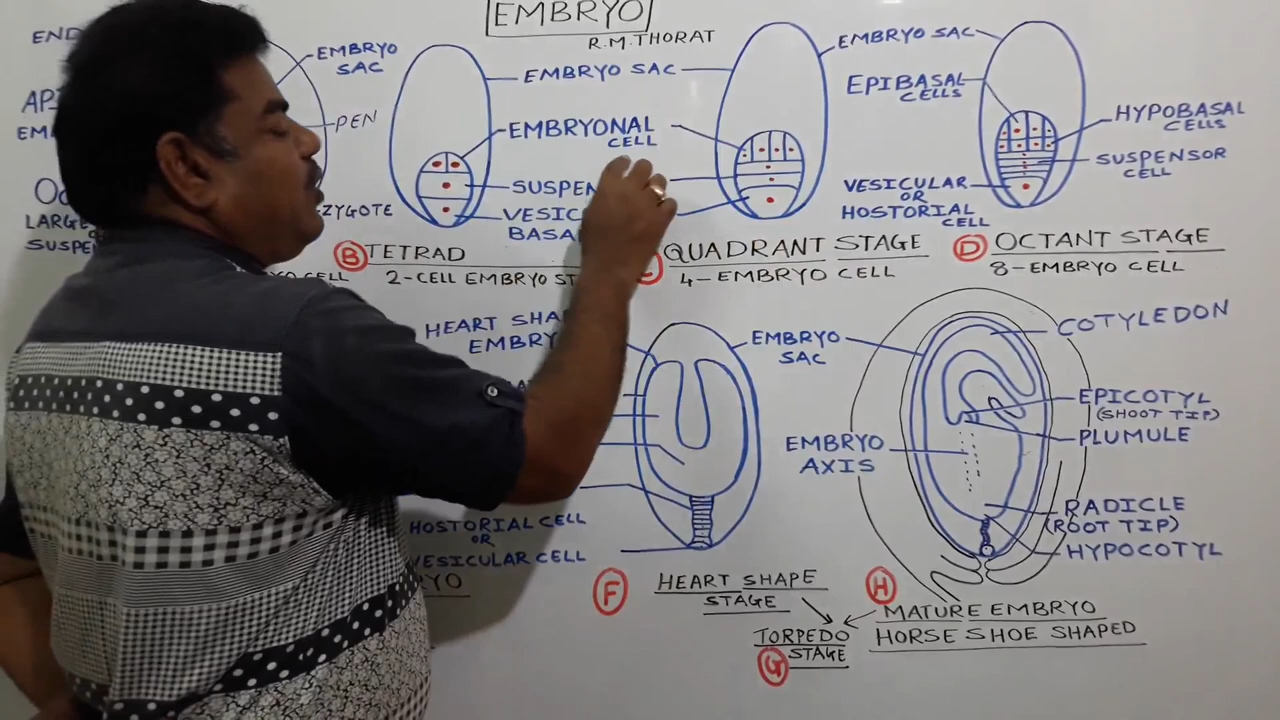 EMBRYO
R.M.THORAT
EMBRYO
SAC
PEN
ZYGOTE
EMBRYO SAC
EMBRYONAL
CELL
EMBRYO SAC
EPIBASAL
CELLS
HYPOBASAL
CELLS
SUSPENSOR
CELL
VESICULAR
OR
HOSTORIAL
CELL
LARGE
B TETRAD
2-CELL EMBRYO
QUADRANT STAGE
4-EMBRYO CELL
D OCTANT STAGE
8-EMBRYO CELL
HEART
EMBRYO
SAC
COTYLEDON
EPICOTYL
(SHOOT TIP)
PLUMULE
EMBRYO
AXIS
RADICLE
(ROOT TIP)
HYPOCOTYL
HOSTORIAL CELL
OR
VESICULAR CELL
F HEART SHAPE
STAGE
TORPEDO
G STAGE
H MATURE EMBRYO
HORSE SHOE SHAPED